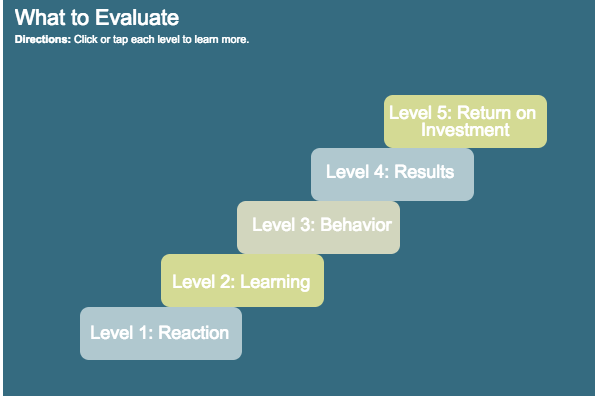 What to Evaluate
Directions: Click or tap each level to learn more.
Level 5: Return on
Investment
Level 4: Results
Level 3: Behavior
Level 2: Learning
Level 1: Reaction